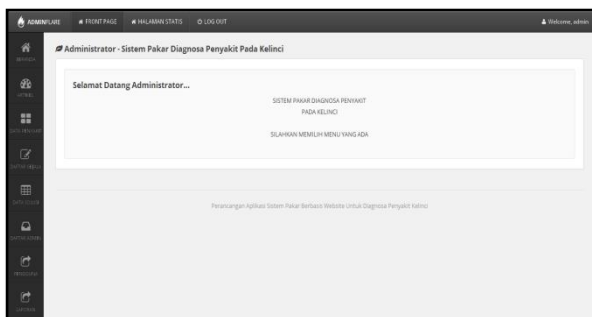 ADMINFLARE
FRONT PAGE
HALAMAN STATIS
LOG OUT
Welcome, admin
Administrator - Sistem Pakar Diagnosa Penyakit Pada Kelinci
Selamat Datang Administrator...
SISTEM PAKAR DIAGNOSA PENYAKIT
PADA KELINCI
SILAHKAN MEMILIH MENU YANG ADA
Perancangan Aplikasi Sistem Pakar Berbasis Website Untuk Diagnosa Penyakit Kelinci
BERANDA
ARTIKEL